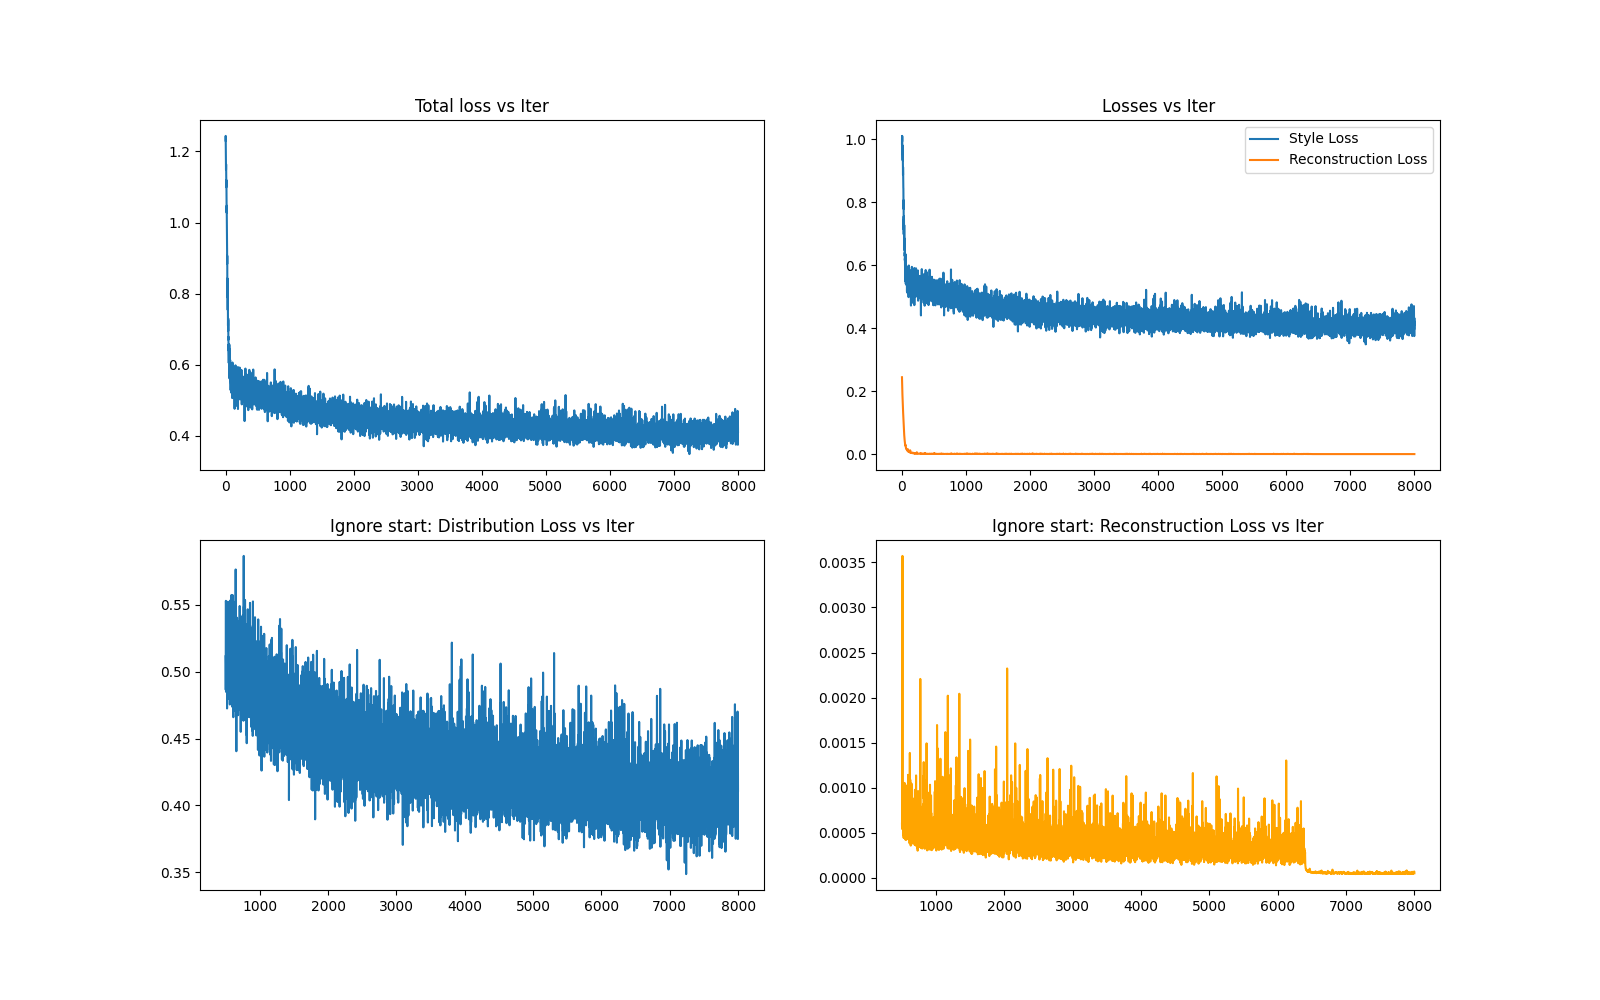 Total loss vs Iter
1.2
1.0
0.8
0.6
0.4
0 1000 2000 3000 4000 5000 6000 7000 8000
Losses vs Iter
Style Loss
Reconstruction Loss
1.0
0.8
0.6
0.4
0.2
0.0
0 1000 2000 3000 4000 5000 6000 7000 8000
Ignore start: Distribution Loss vs Iter
0.55
0.50
0.45
0.40
0.35
1000 2000 3000 4000 5000 6000 7000 8000
Ignore start: Reconstruction Loss vs Iter
0.0035
0.0030
0.0025
0.0020
0.0015
0.0010
0.0005
0.0000
1000 2000 3000 4000 5000 6000 7000 8000